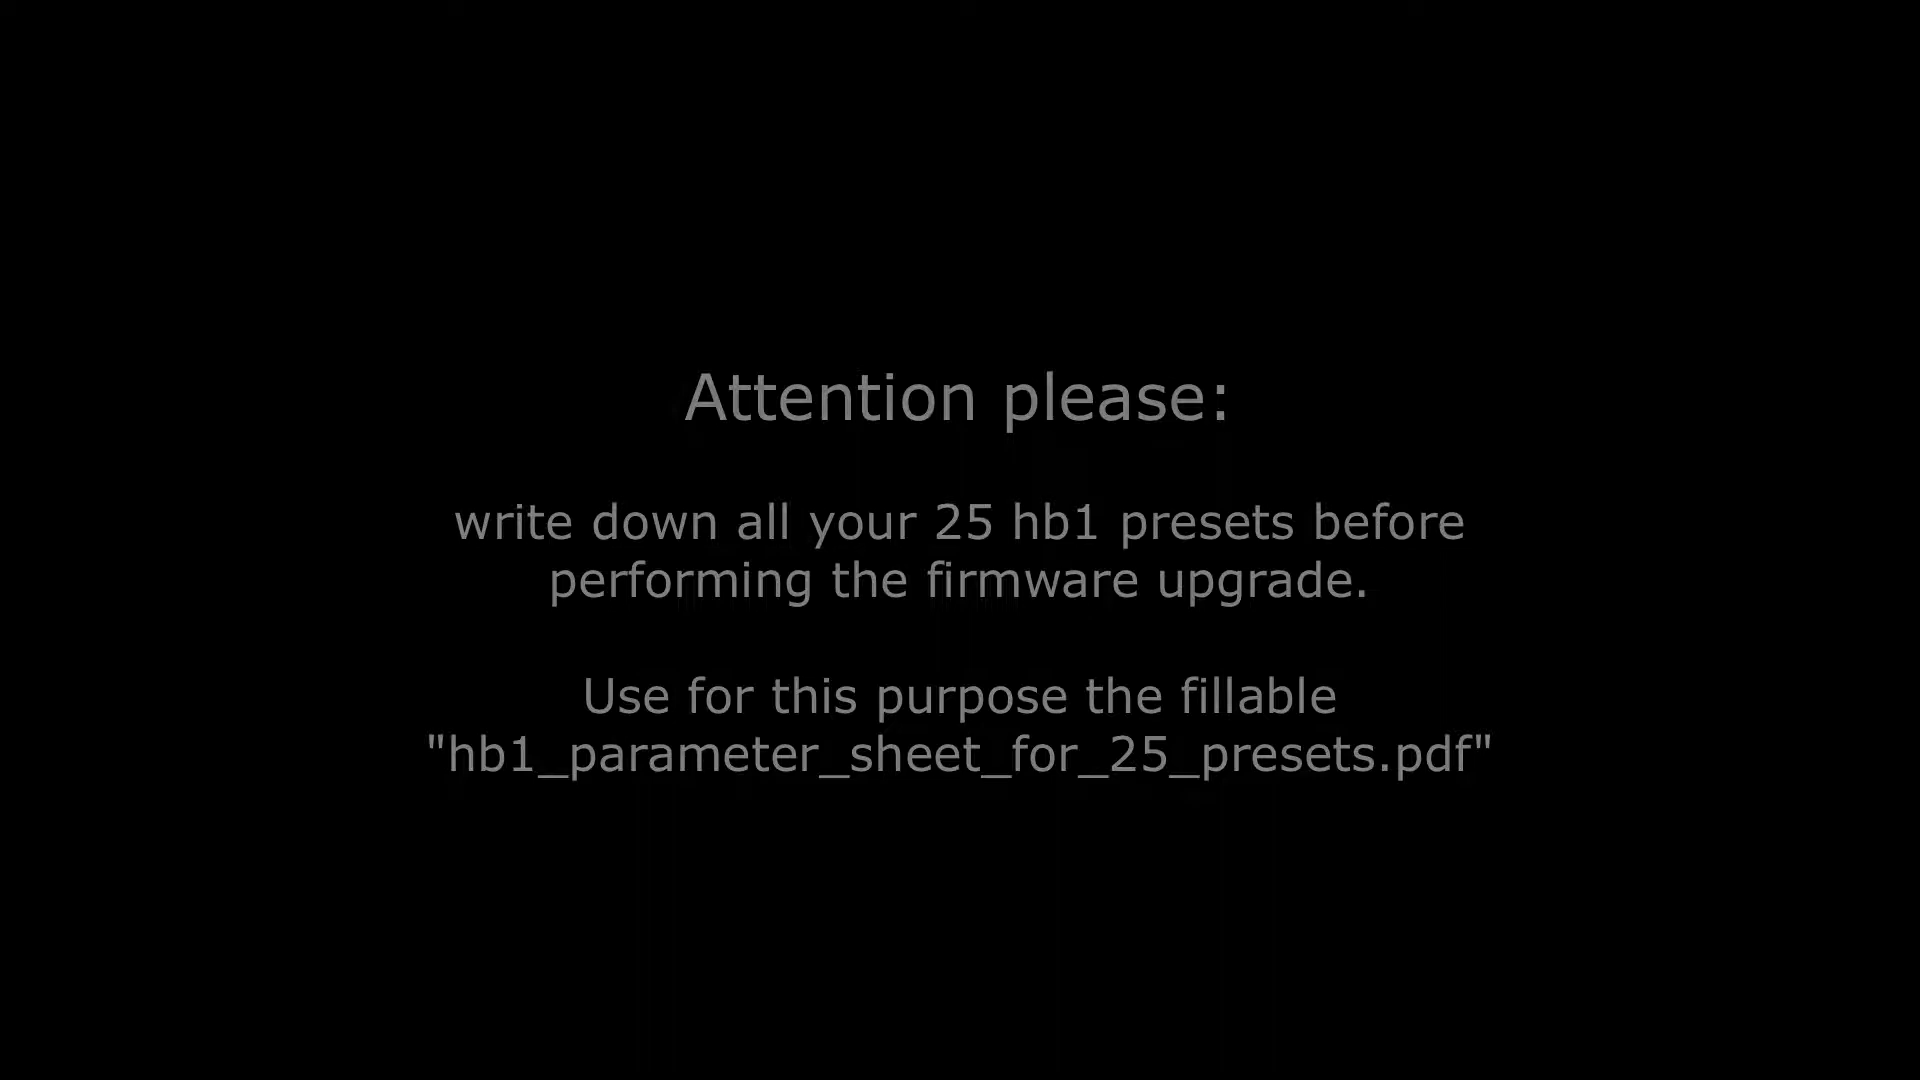 Attention please:
write down all your 25 hb1 presets before
performing the firmware upgrade.
Use for this purpose the fillable
"hb1_parameter_sheet_for_25_presets.pdf"